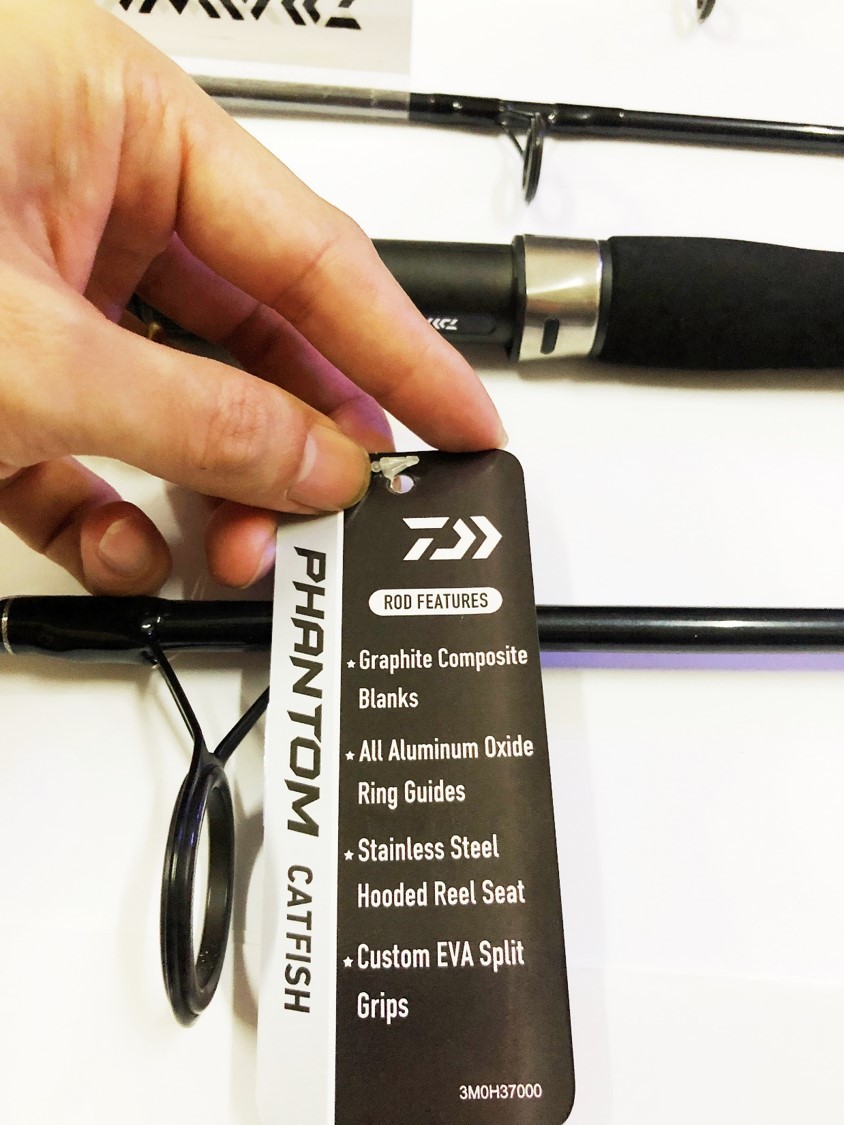 PHANTOM CATFISH
ROD FEATURES
★Graphite Composite
Blanks
★All Aluminum Oxide
Ring Guides
★Stainless Steel
Hooded Reel Seat
★Custom EVA Split
Grips
3M0H37000